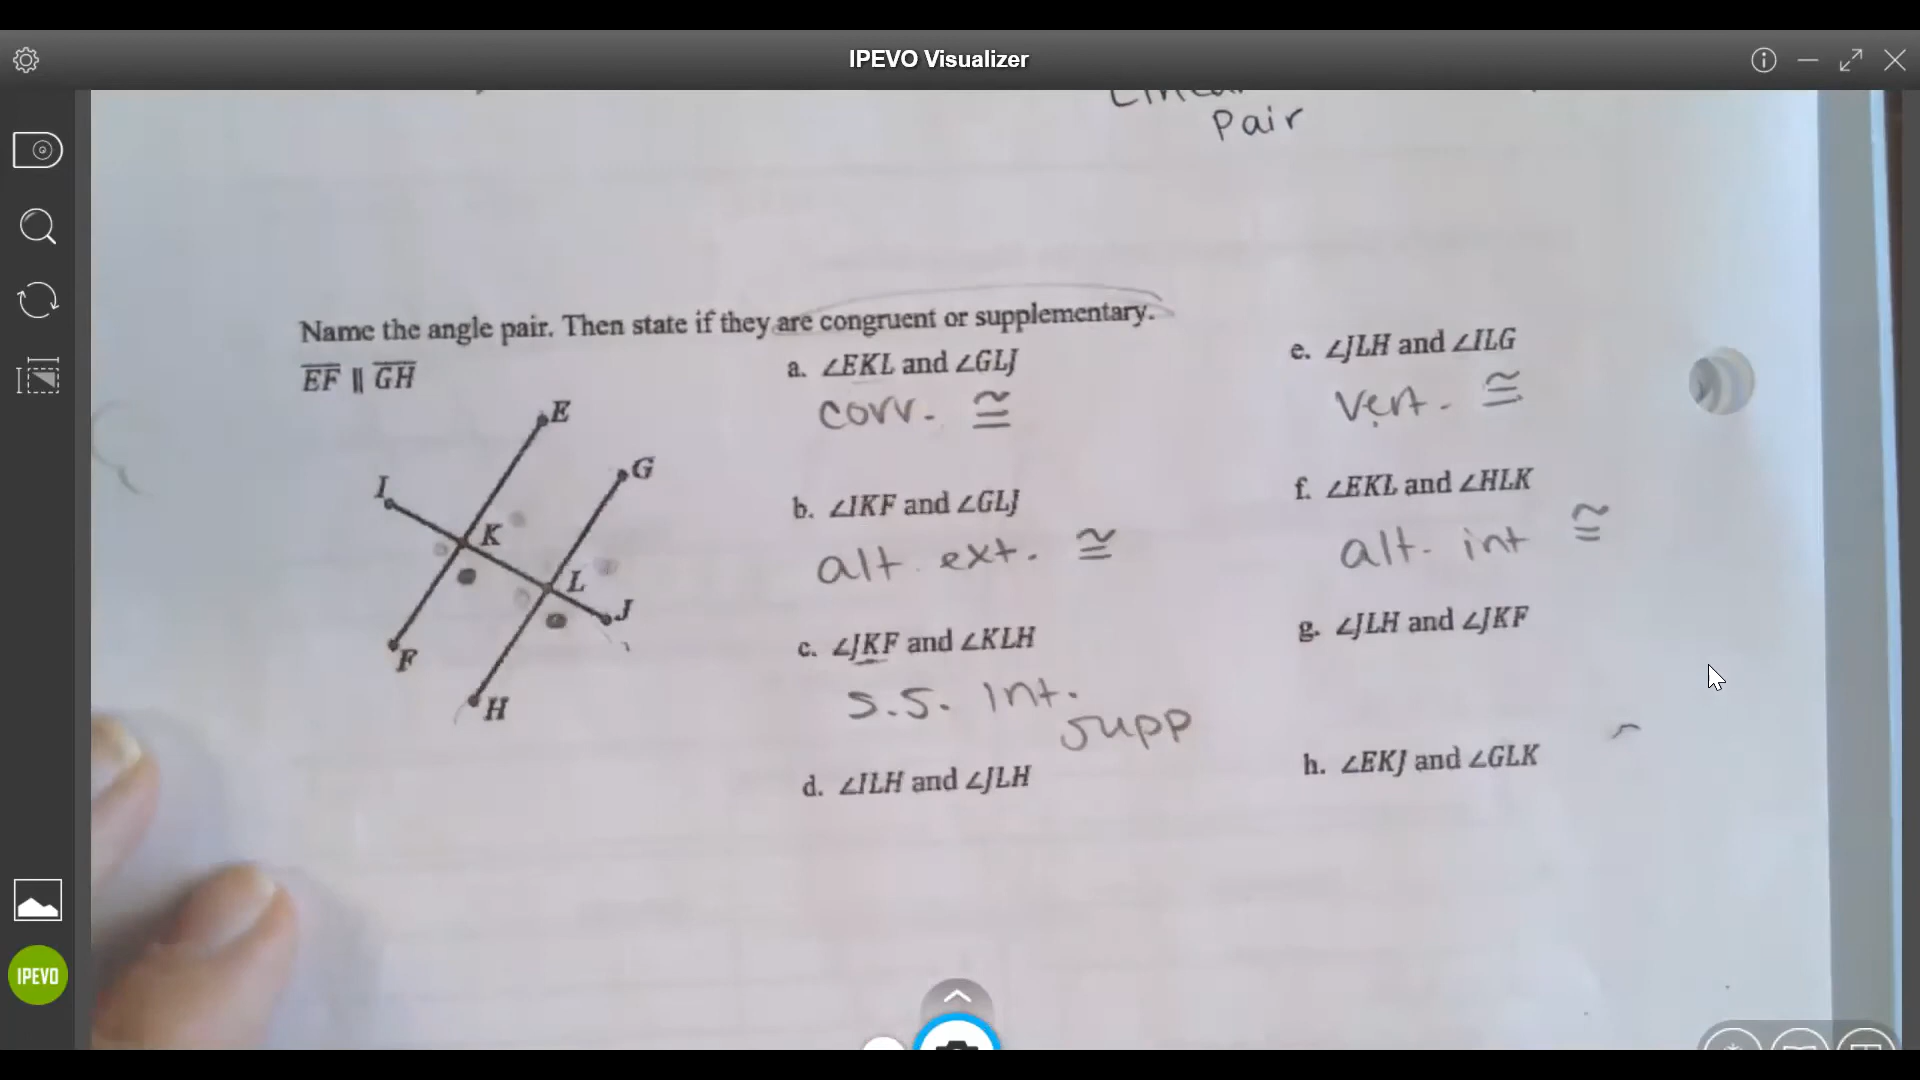 IPEVO Visualizer
Pair
Name the angle pair. Then state if they are congruent or supplementary.
EF ∥ GH
E
G
I
K
L
J
F
H
a. ∠EKL and ∠GLJ
corr. ≅
b. ∠IKF and ∠GLJ
alt. ext. ≅
c. ∠JKF and ∠KLH
S.S. Int.
supp
d. ∠ILH and ∠JLH
e. ∠JLH and ∠ILG
Vert. ≅
f. ∠EKL and ∠HLK
alt. int ≅
g. ∠JLH and ∠JKF
h. ∠EKJ and ∠GLK
IPEVO